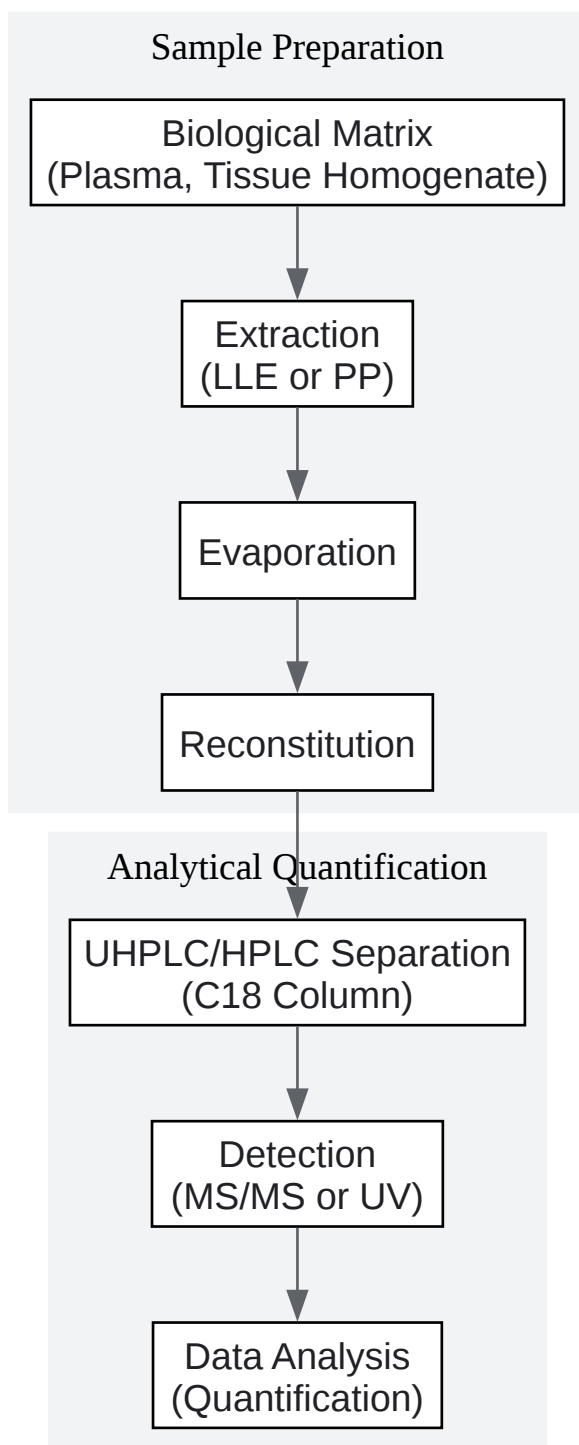 Sample Preparation
Biological Matrix
(Plasma, Tissue Homogenate)
Extraction
(LLE or PP)
Evaporation
Reconstitution
Analytical Quantification
UHPLC/HPLC Separation
(C18 Column)
Detection
(MS/MS or UV)
Data Analysis
(Quantification)